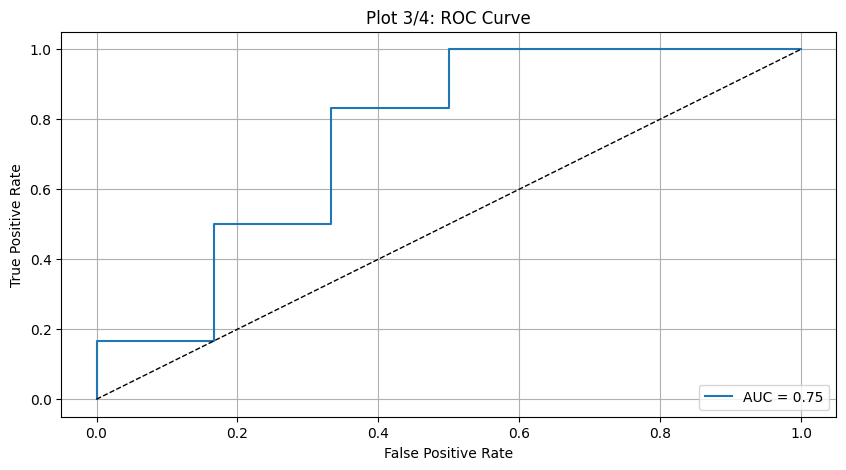 Plot 3/4: ROC Curve
True Positive Rate
1.0
0.8
0.6
0.4
0.2
0.0
0.0 0.2 0.4 0.6 0.8 1.0
False Positive Rate
AUC = 0.75